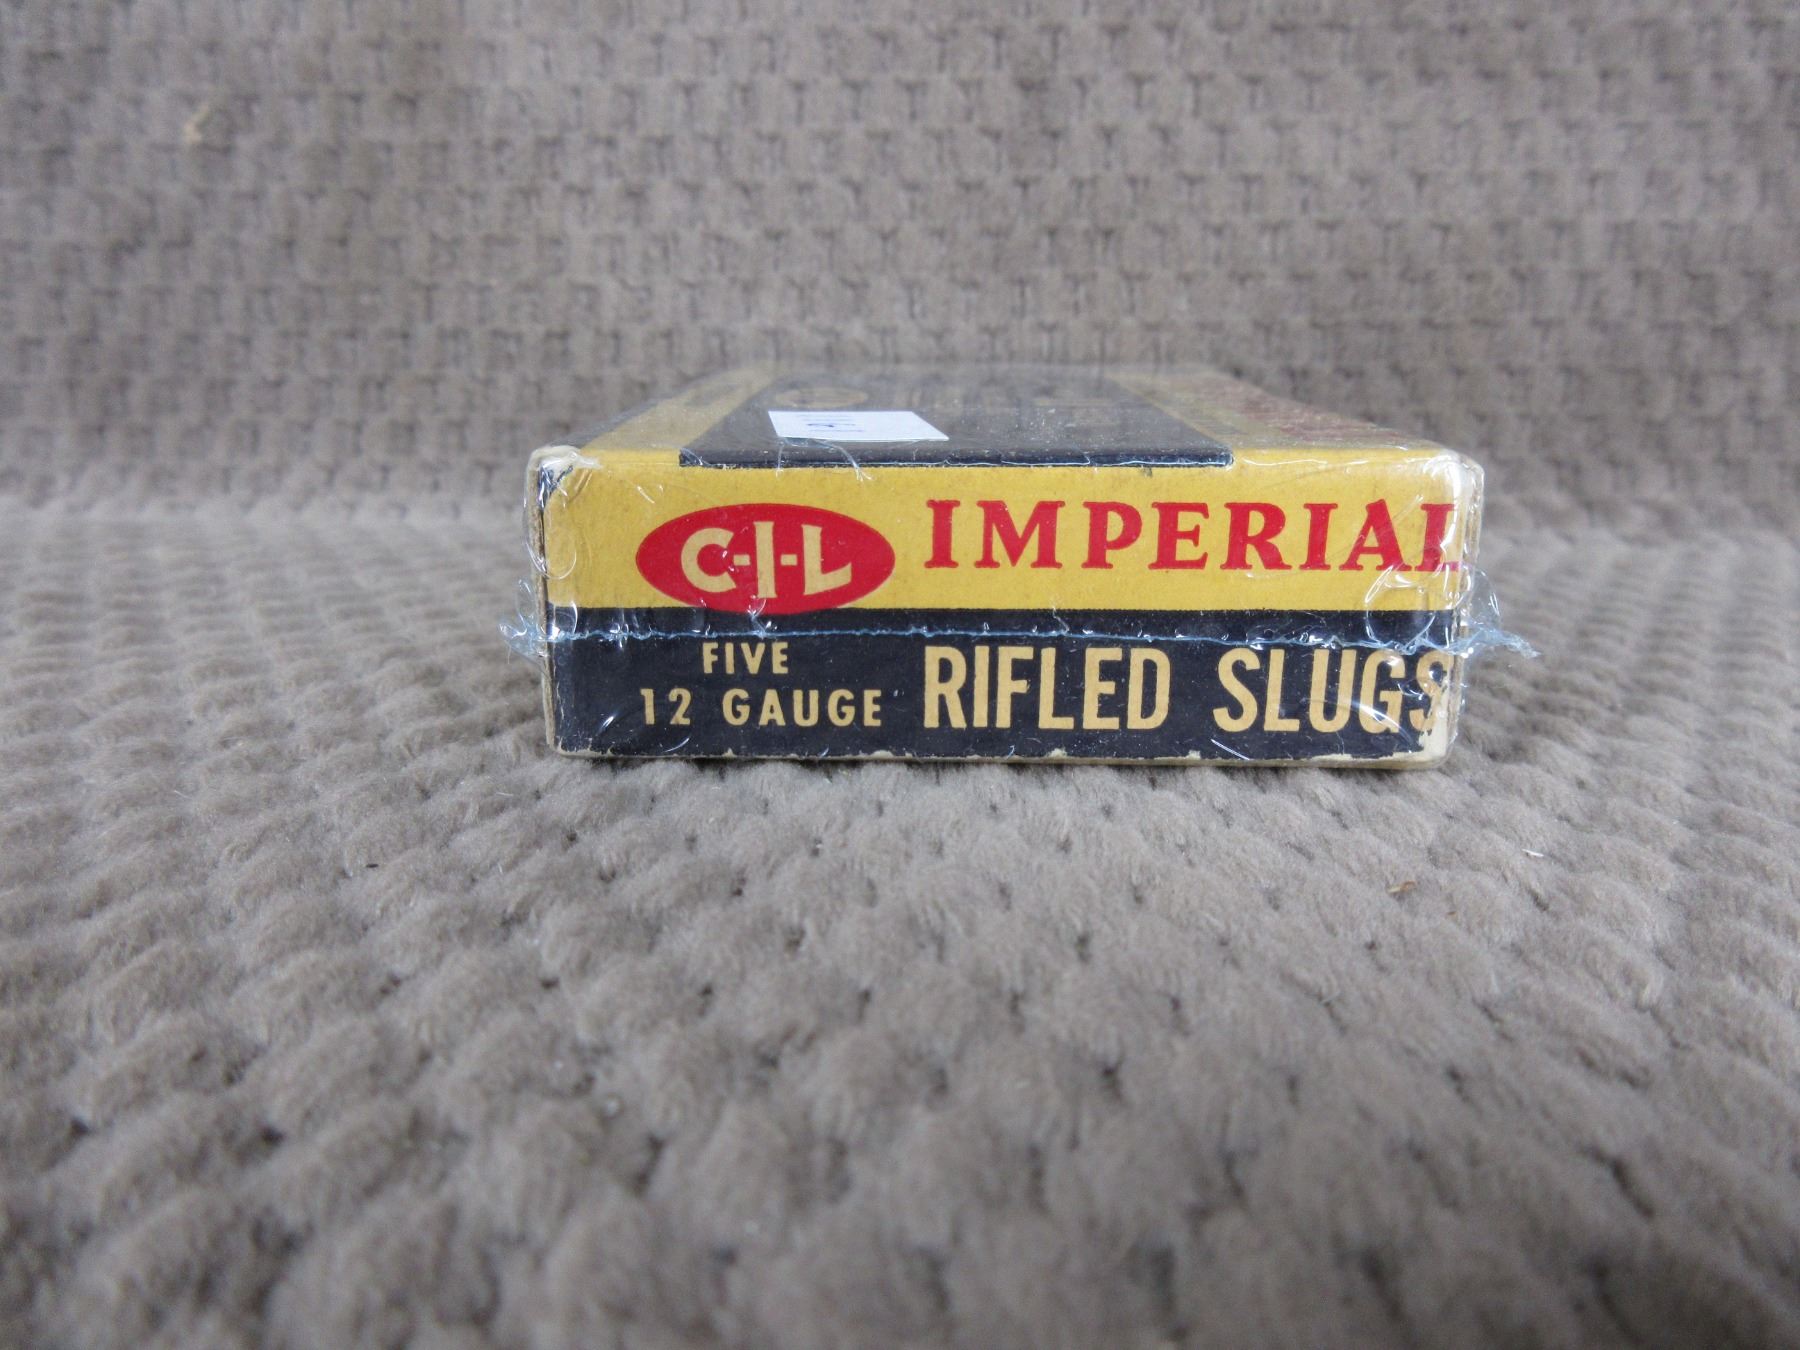 C-I-L IMPERIAL
FIVE
12 GAUGE
RIFLED SLUGS